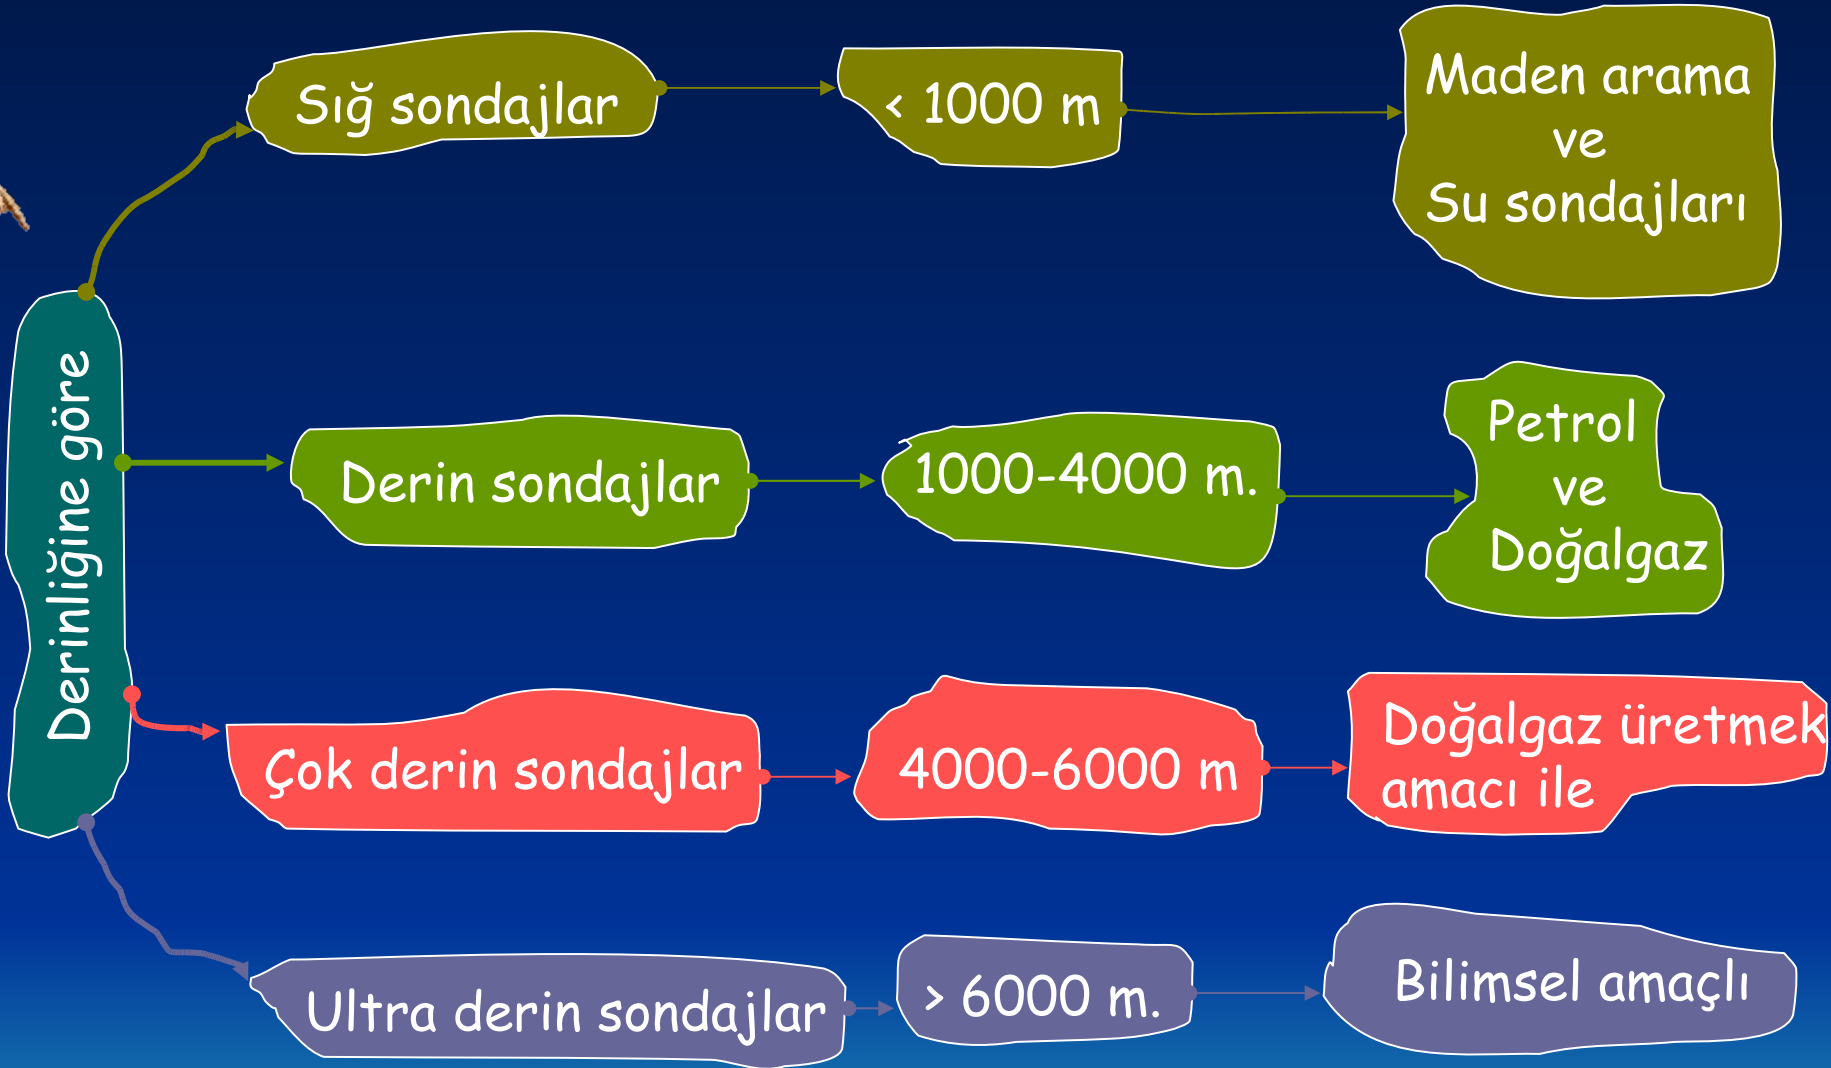 Derinliğine göre
Sığ sondajlar
< 1000 m
Maden arama
ve
Su sondajları
Derin sondajlar
1000-4000 m.
Petrol
ve
Doğalgaz
Çok derin sondajlar
4000-6000 m
Doğalgaz üretmek
amacı ile
Ultra derin sondajlar
> 6000 m.
Bilimsel amaçlı